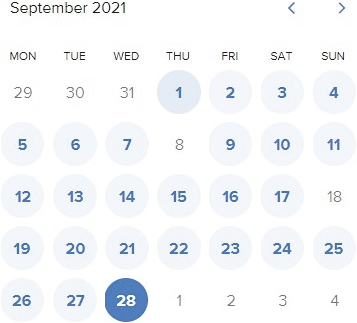 September 2021
MON TUE WED THU FRI SAT SUN
29 30 31 1 2 3 4
5 6 7 8 9 10 11
12 13 14 15 16 17 18
19 20 21 22 23 24 25
26 27 28 1 2 3 4